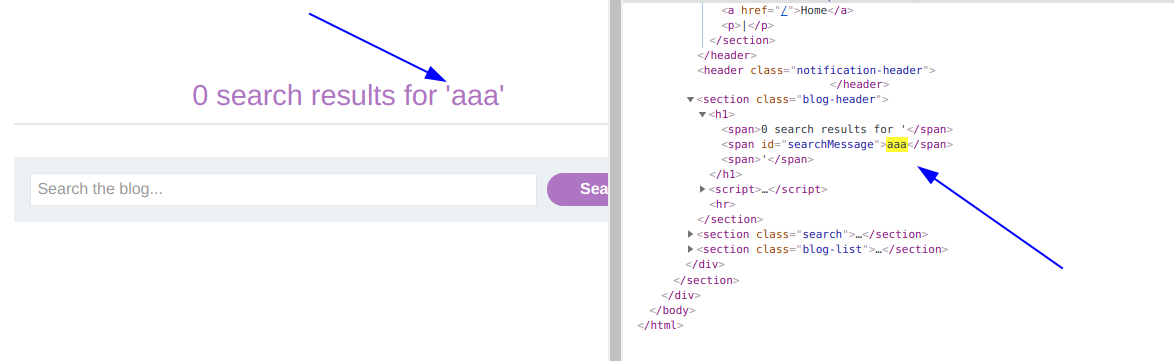 0 search results for 'aaa'
Search the blog...
Sea
<a href="/">Home</a>
<p>|</p>
</section>
</header>
<header class="notification-header">
</header>
<section class="blog-header">
<h1>
<span>0 search results for '</span>
<span id="searchMessage">aaa</span>
<span>'</span>
</h1>
<script>…</script>
<hr>
</section>
<section class="search">…</section>
<section class="blog-list">…</section>
</div>
</section>
</div>
</body>
</html>